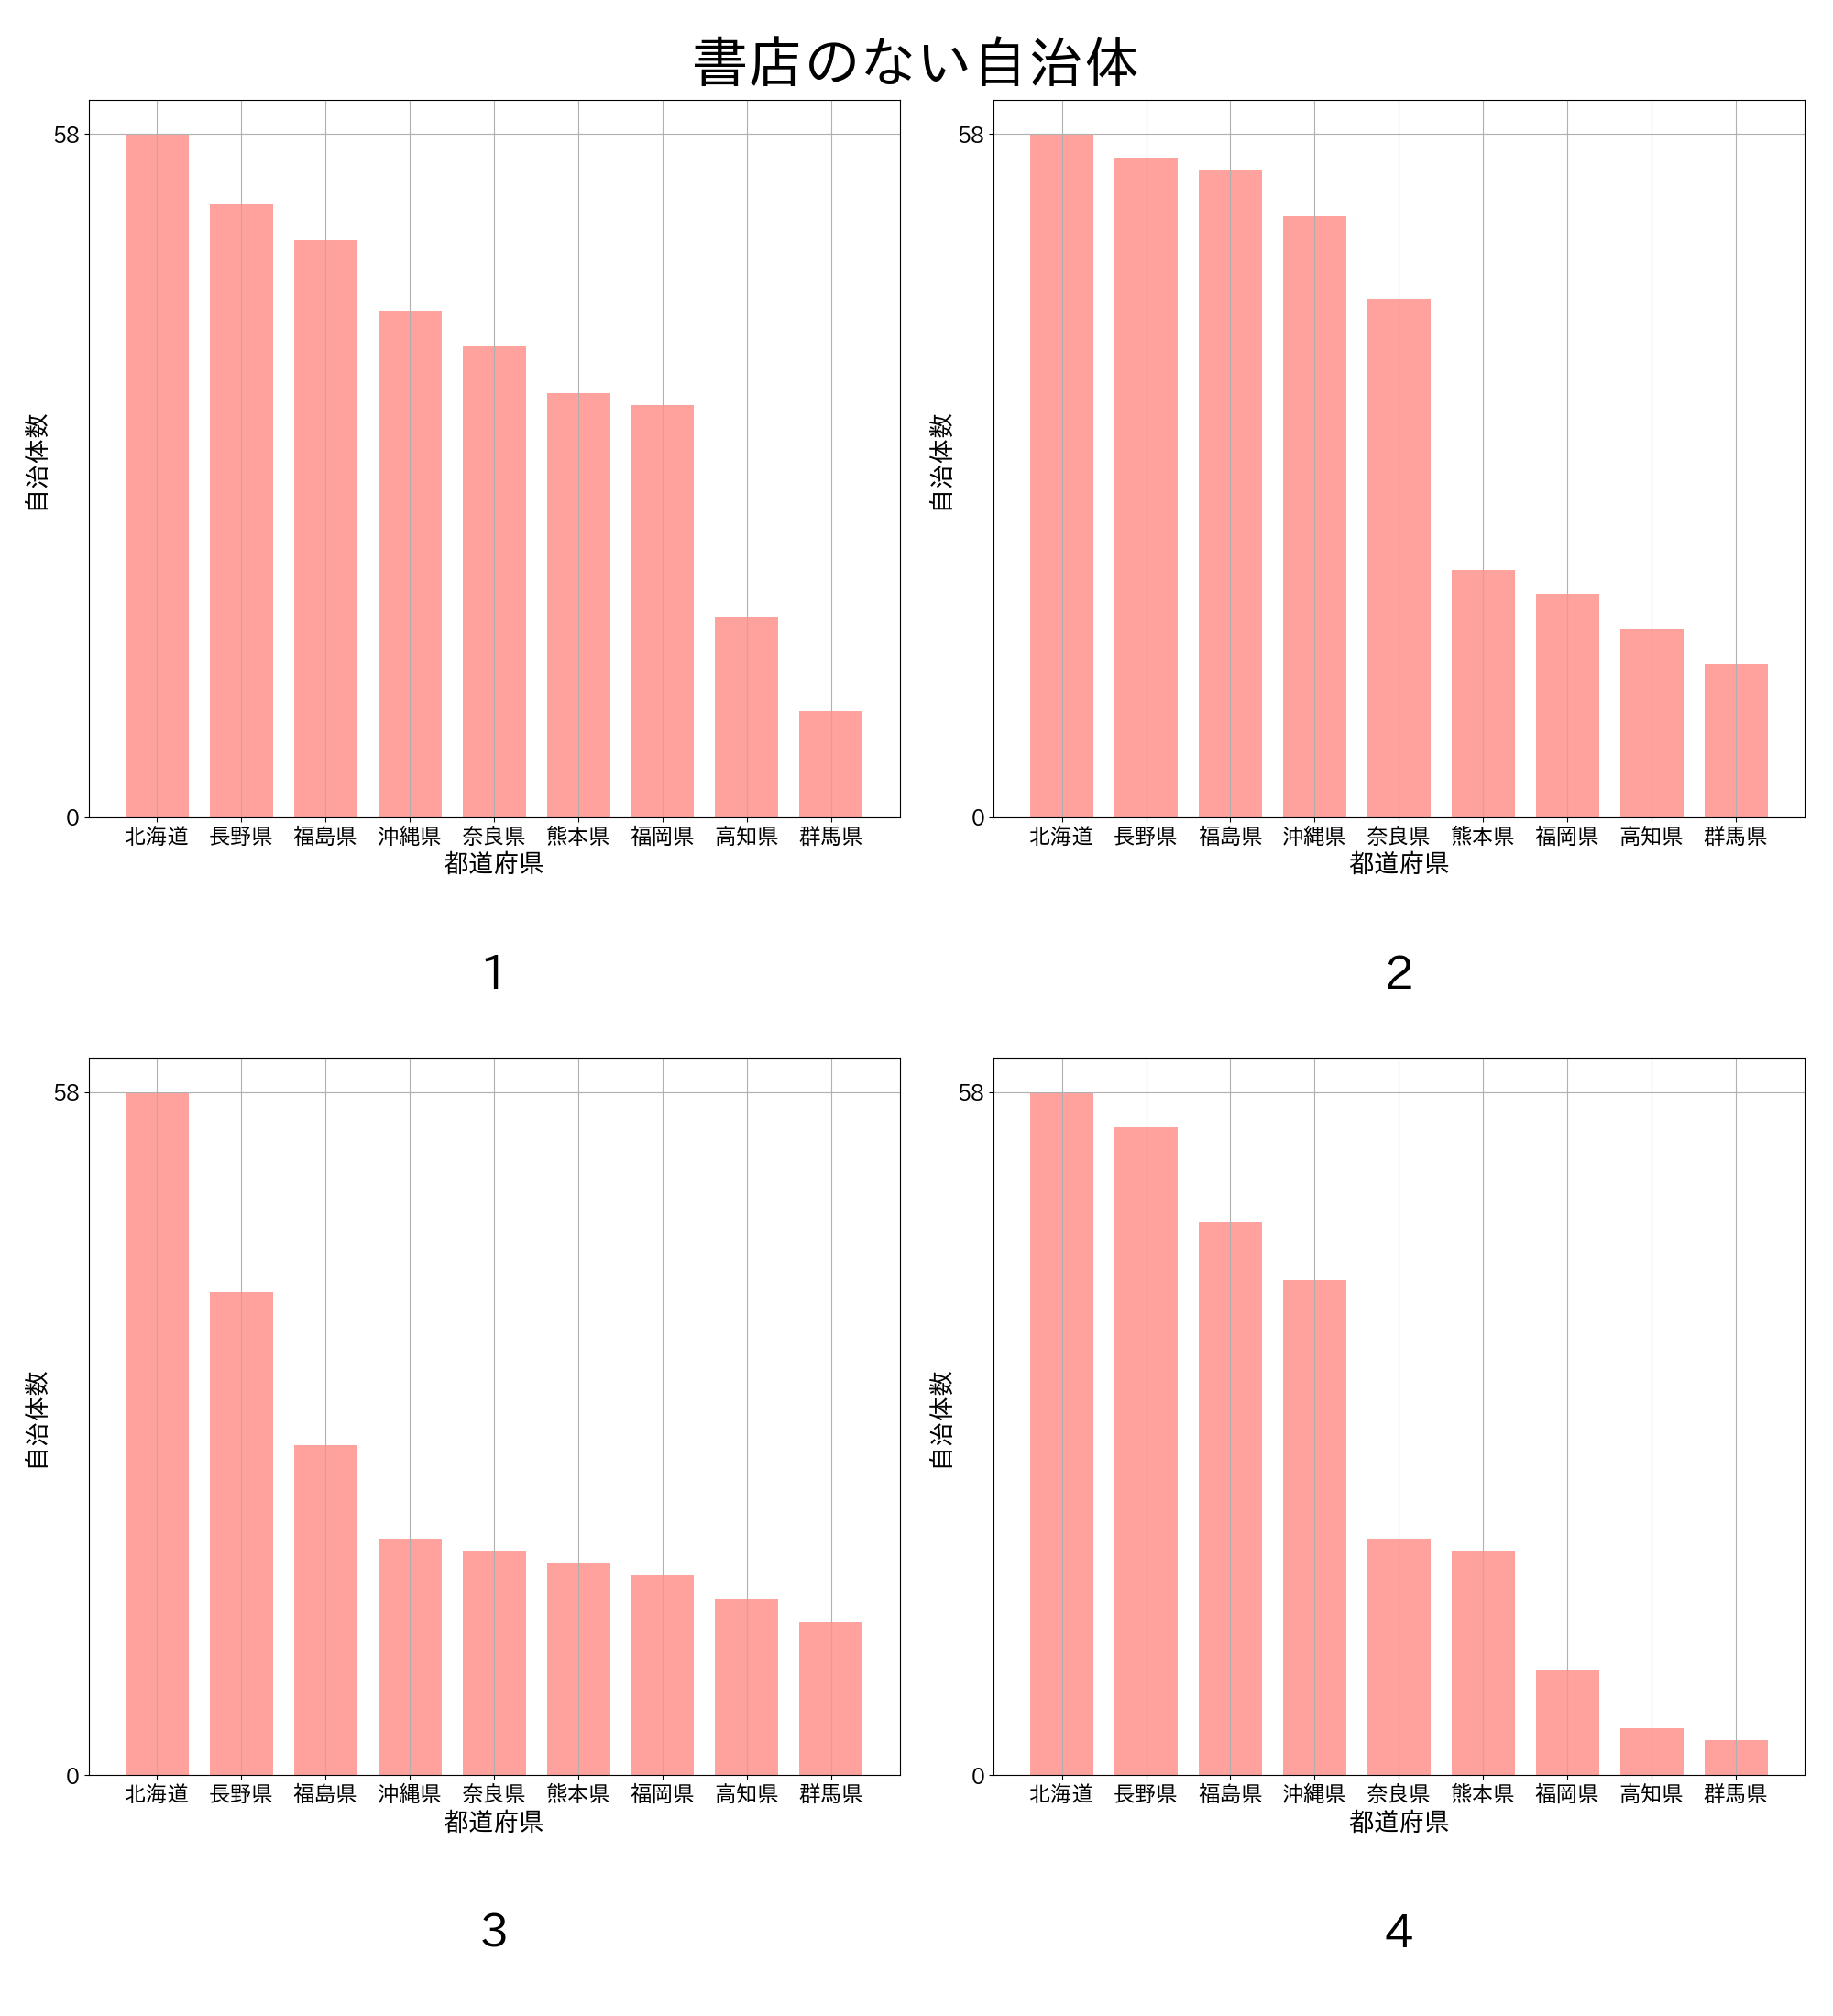 書店のない自治体
58
0
自治体数
北海道 長野県 福島県 沖縄県 奈良県 熊本県 福岡県 高知県 群馬県
都道府県
1
58
0
自治体数
北海道 長野県 福島県 沖縄県 奈良県 熊本県 福岡県 高知県 群馬県
都道府県
2
58
0
自治体数
北海道 長野県 福島県 沖縄県 奈良県 熊本県 福岡県 高知県 群馬県
都道府県
3
58
0
自治体数
北海道 長野県 福島県 沖縄県 奈良県 熊本県 福岡県 高知県 群馬県
都道府県
4